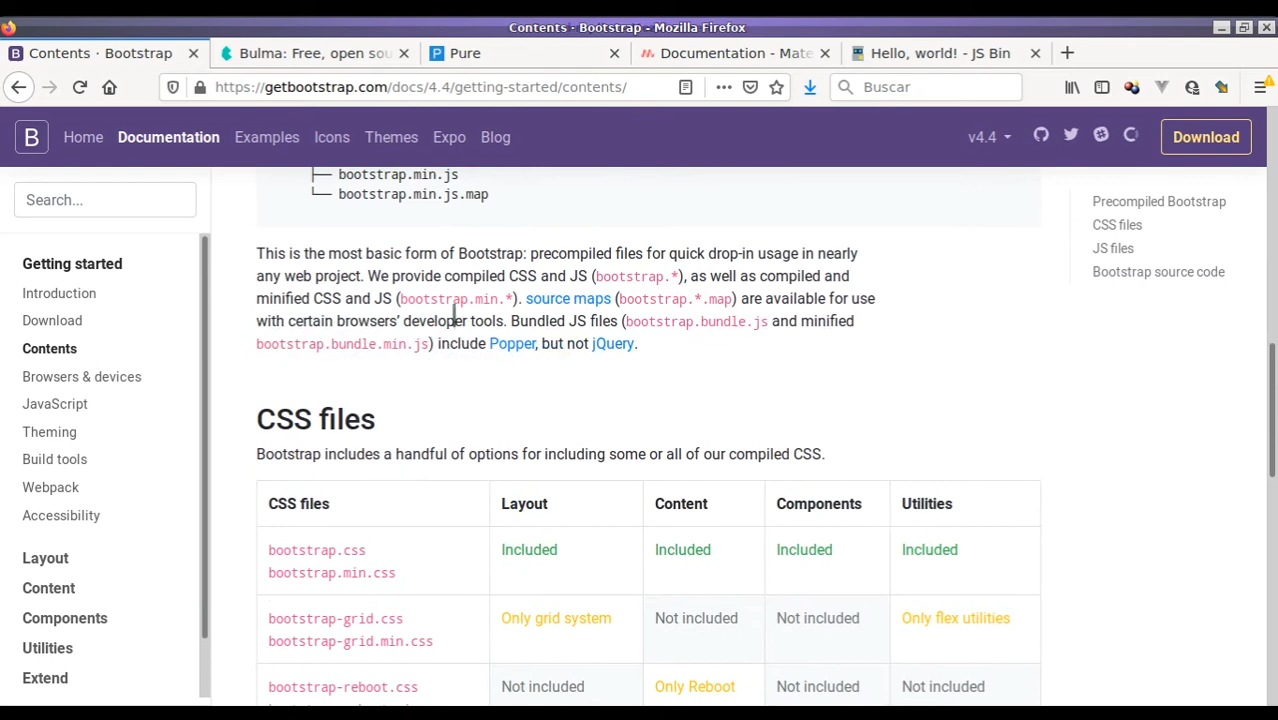 Contents · Bootstrap - Mozilla Firefox
Contents · Bootstrap
Bulma: Free, open sou
Pure
Documentation - Mate
Hello, world! - JS Bin
https://getbootstrap.com/docs/4.4/getting-started/contents/
Buscar
B
Home
Documentation
Examples
Icons
Themes
Expo
Blog
v4.4
Download
Search...
Getting started
Introduction
Download
Contents
Browsers & devices
JavaScript
Theming
Build tools
Webpack
Accessibility
Layout
Content
Components
Utilities
Extend
├── bootstrap.min.js
└── bootstrap.min.js.map
This is the most basic form of Bootstrap: precompiled files for quick drop-in usage in nearly
any web project. We provide compiled CSS and JS (bootstrap.*), as well as compiled and
minified CSS and JS (bootstrap.min.*). source maps (bootstrap.*.map) are available for use
with certain browsers’ developer tools. Bundled JS files (bootstrap.bundle.js and minified
bootstrap.bundle.min.js) include Popper, but not jQuery.
CSS files
Bootstrap includes a handful of options for including some or all of our compiled CSS.
CSS files Layout Content Components Utilities
bootstrap.css Included Included Included Included
bootstrap.min.css
bootstrap-grid.css Only grid system Not included Not included Only flex utilities
bootstrap-grid.min.css
bootstrap-reboot.css Not included Only Reboot Not included Not included
Precompiled Bootstrap
CSS files
JS files
Bootstrap source code